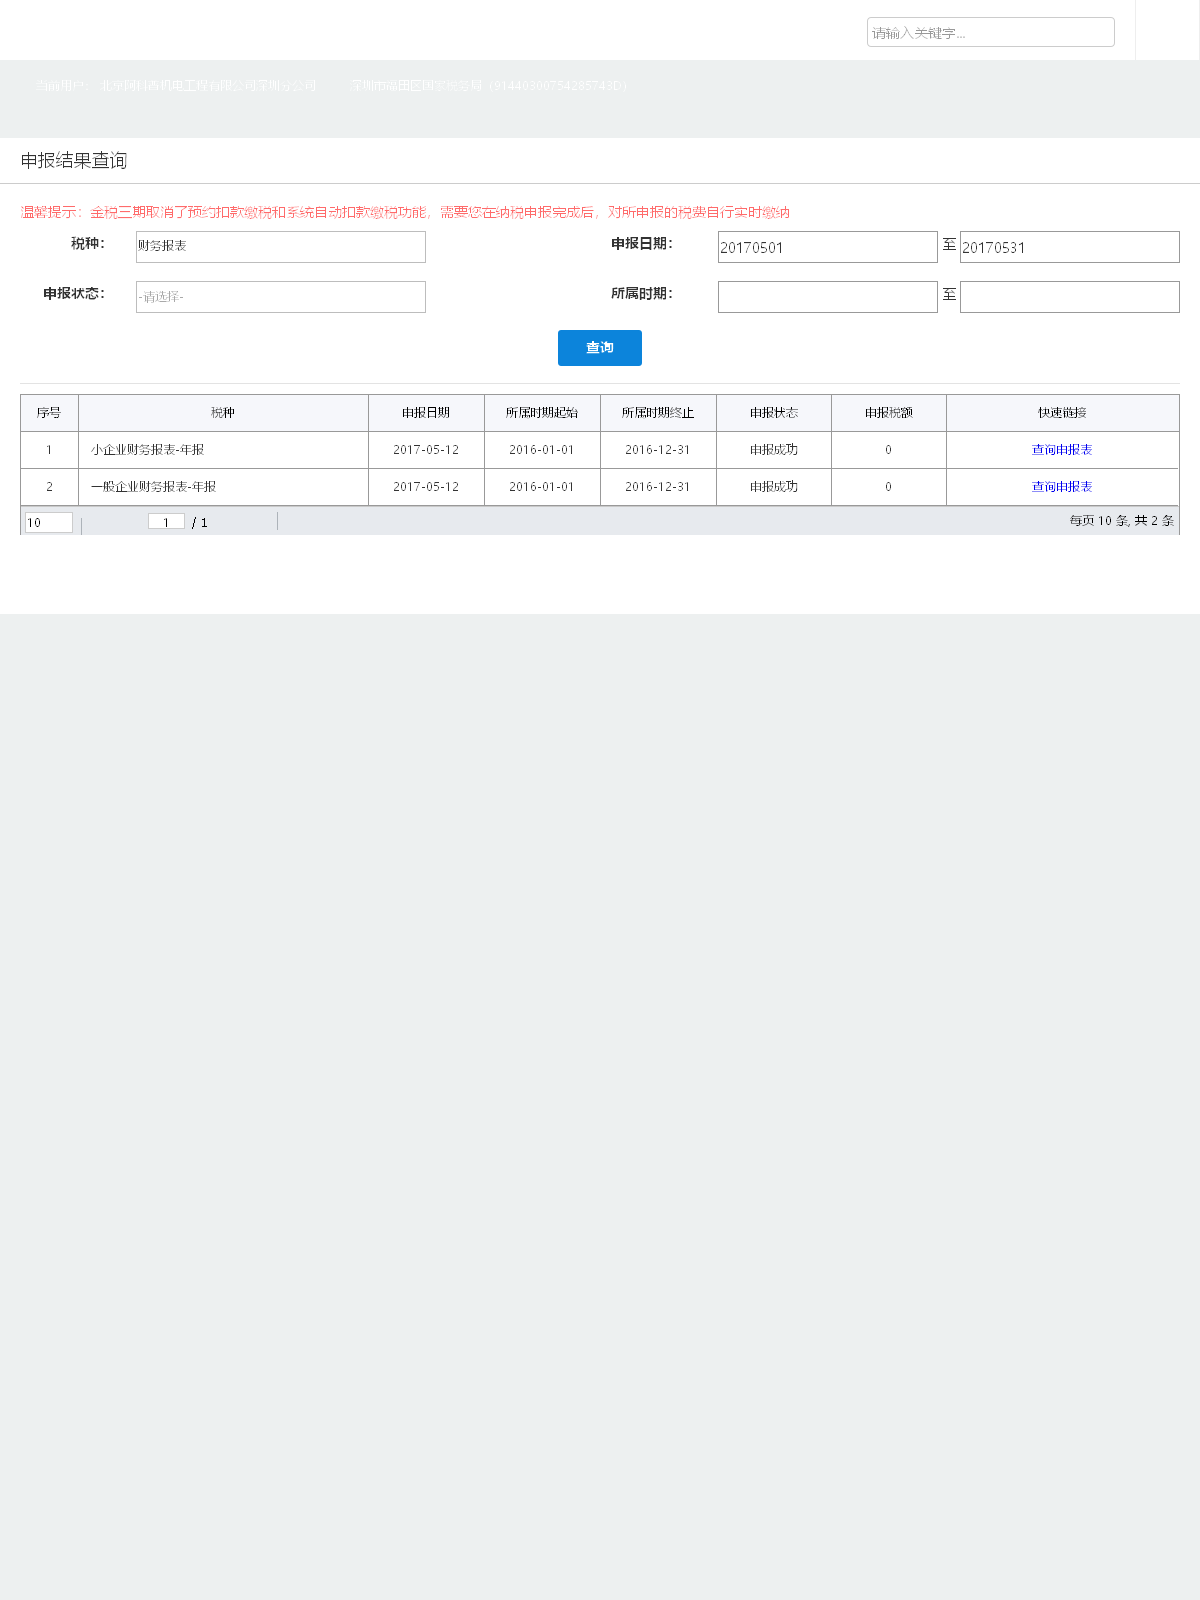 请输入关键字...
当前用户： 北京阿科西机电工程有限公司深圳分公司 深圳市福田区国家税务局（91440300754285743D）
申报结果查询
温馨提示：金税三期取消了预约扣款缴税和系统自动扣款缴税功能，需要您在纳税申报完成后，对所申报的税费自行实时缴纳
税种： 财务报表 申报日期： 20170501 至 20170531
申报状态： -请选择- 所属时期： 至
查询
序号 税种 申报日期 所属时期起始 所属时期终止 申报状态 申报税额 快速链接
1 小企业财务报表-年报 2017-05-12 2016-01-01 2016-12-31 申报成功 0 查询申报表
2 一般企业财务报表-年报 2017-05-12 2016-01-01 2016-12-31 申报成功 0 查询申报表
10 1 / 1 每页 10 条, 共 2 条